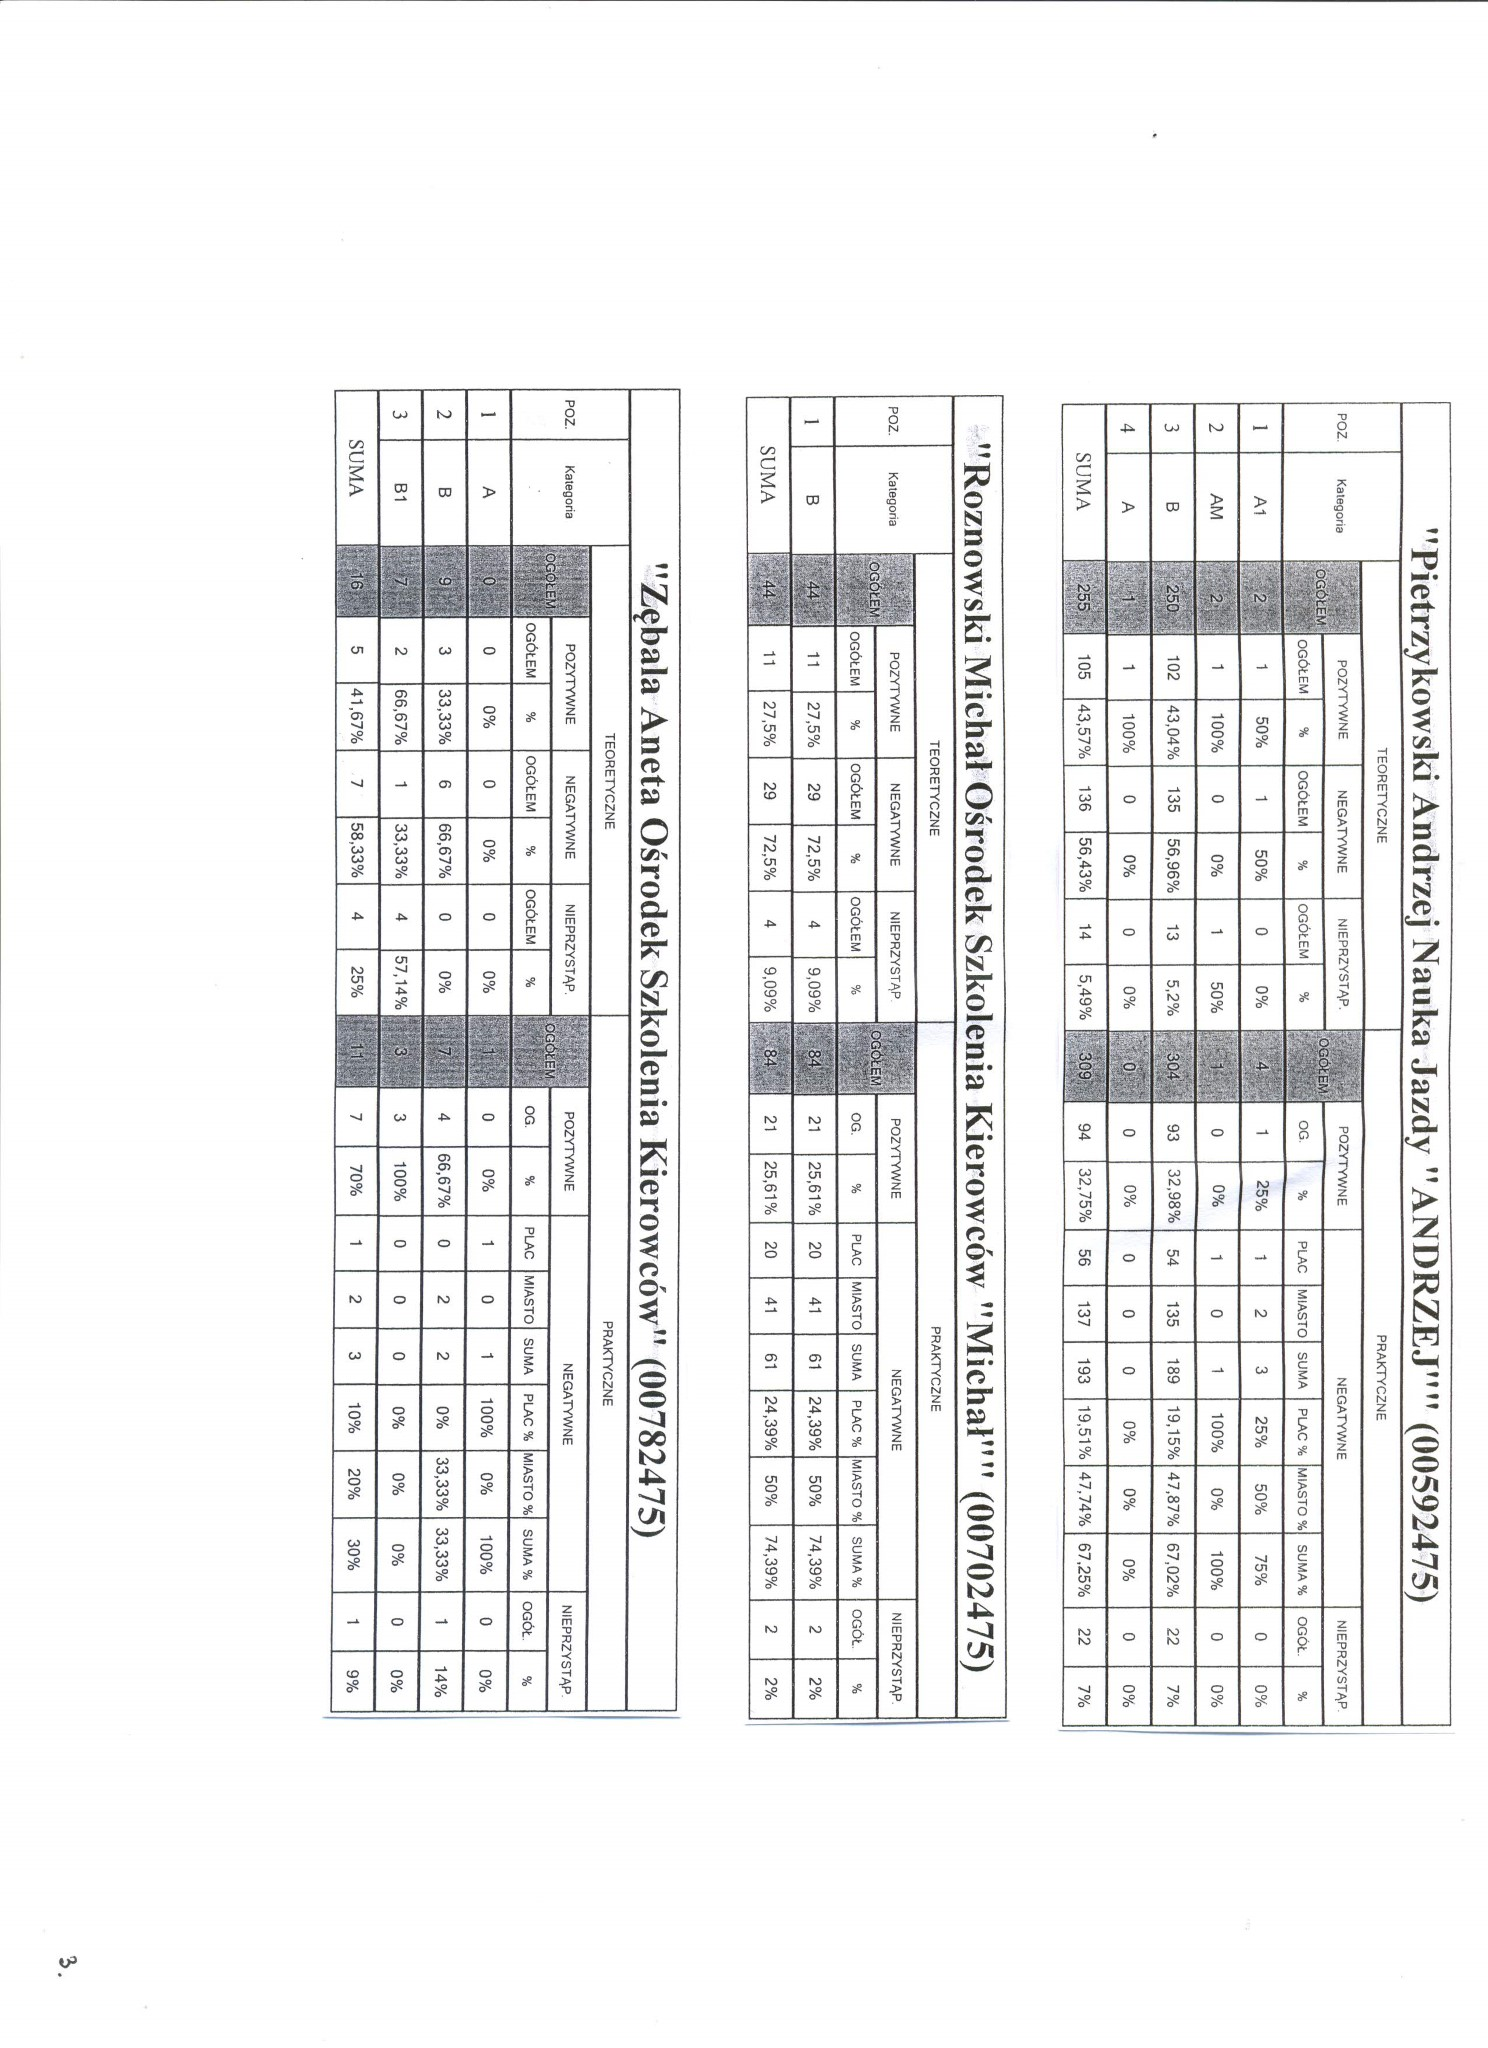 "Pietrzykowski Andrzej Nauka Jazdy "ANDRZEJ"" (00592475)
POZ. Kategoria TEORETYCZNE PRAKTYCZNE
OGÓŁEM POZYTYWNE NEGATYWNE NIEPRZYSTĄP. OGÓŁEM POZYTYWNE NEGATYWNE NIEPRZYSTĄP.
OGÓŁEM % OGÓŁEM % OGÓŁEM % OG. % PLAC MIASTO SUMA PLAC % MIASTO % SUMA % OGÓŁ. %
1 A1 2 1 50% 1 50% 0 0% 4 1 25% 1 2 3 25% 50% 75% 0 0%
2 AM 2 1 100% 0 0% 1 50% 1 0 0% 1 0 1 100% 0% 100% 0 0%
3 B 250 102 43,04% 135 56,96% 13 5,2% 304 93 32,98% 54 135 189 19,15% 47,87% 67,02% 22 7%
4 A 1 1 100% 0 0% 0 0% 0 0 0% 0 0 0 0% 0% 0% 0 0%
SUMA 255 105 43,57% 136 56,43% 14 5,49% 309 94 32,75% 56 137 193 19,51% 47,74% 67,25% 22 7%
"Roznowski Michał Ośrodek Szkolenia Kierowców "Michał"" (00702475)
POZ. Kategoria TEORETYCZNE PRAKTYCZNE
OGÓŁEM POZYTYWNE NEGATYWNE NIEPRZYSTĄP. OGÓŁEM POZYTYWNE NEGATYWNE NIEPRZYSTĄP.
OGÓŁEM % OGÓŁEM % OGÓŁEM % OG. % PLAC MIASTO SUMA PLAC % MIASTO % SUMA % OGÓŁ. %
1 B 44 11 27,5% 29 72,5% 4 9,09% 84 21 25,61% 20 41 61 24,39% 50% 74,39% 2 2%
SUMA 44 11 27,5% 29 72,5% 4 9,09% 84 21 25,61% 20 41 61 24,39% 50% 74,39% 2 2%
"Zębala Aneta Ośrodek Szkolenia Kierowców" (00782475)
POZ. Kategoria TEORETYCZNE PRAKTYCZNE
OGÓŁEM POZYTYWNE NEGATYWNE NIEPRZYSTĄP. OGÓŁEM POZYTYWNE NEGATYWNE NIEPRZYSTĄP.
OGÓŁEM % OGÓŁEM % OGÓŁEM % OG. % PLAC MIASTO SUMA PLAC % MIASTO % SUMA % OGÓŁ. %
1 A 0 0 0% 0 0% 0 0% 1 0 0% 1 0 1 100% 0% 100% 0 0%
2 B 9 3 33,33% 6 66,67% 0 0% 7 4 66,67% 0 2 2 0% 33,33% 33,33% 1 14%
3 B1 7 2 66,67% 1 33,33% 4 57,14% 3 3 100% 0 0 0 0% 0% 0% 0 0%
SUMA 16 5 41,67% 7 58,33% 4 25% 11 7 70% 1 2 3 10% 20% 30% 1 9%
3.